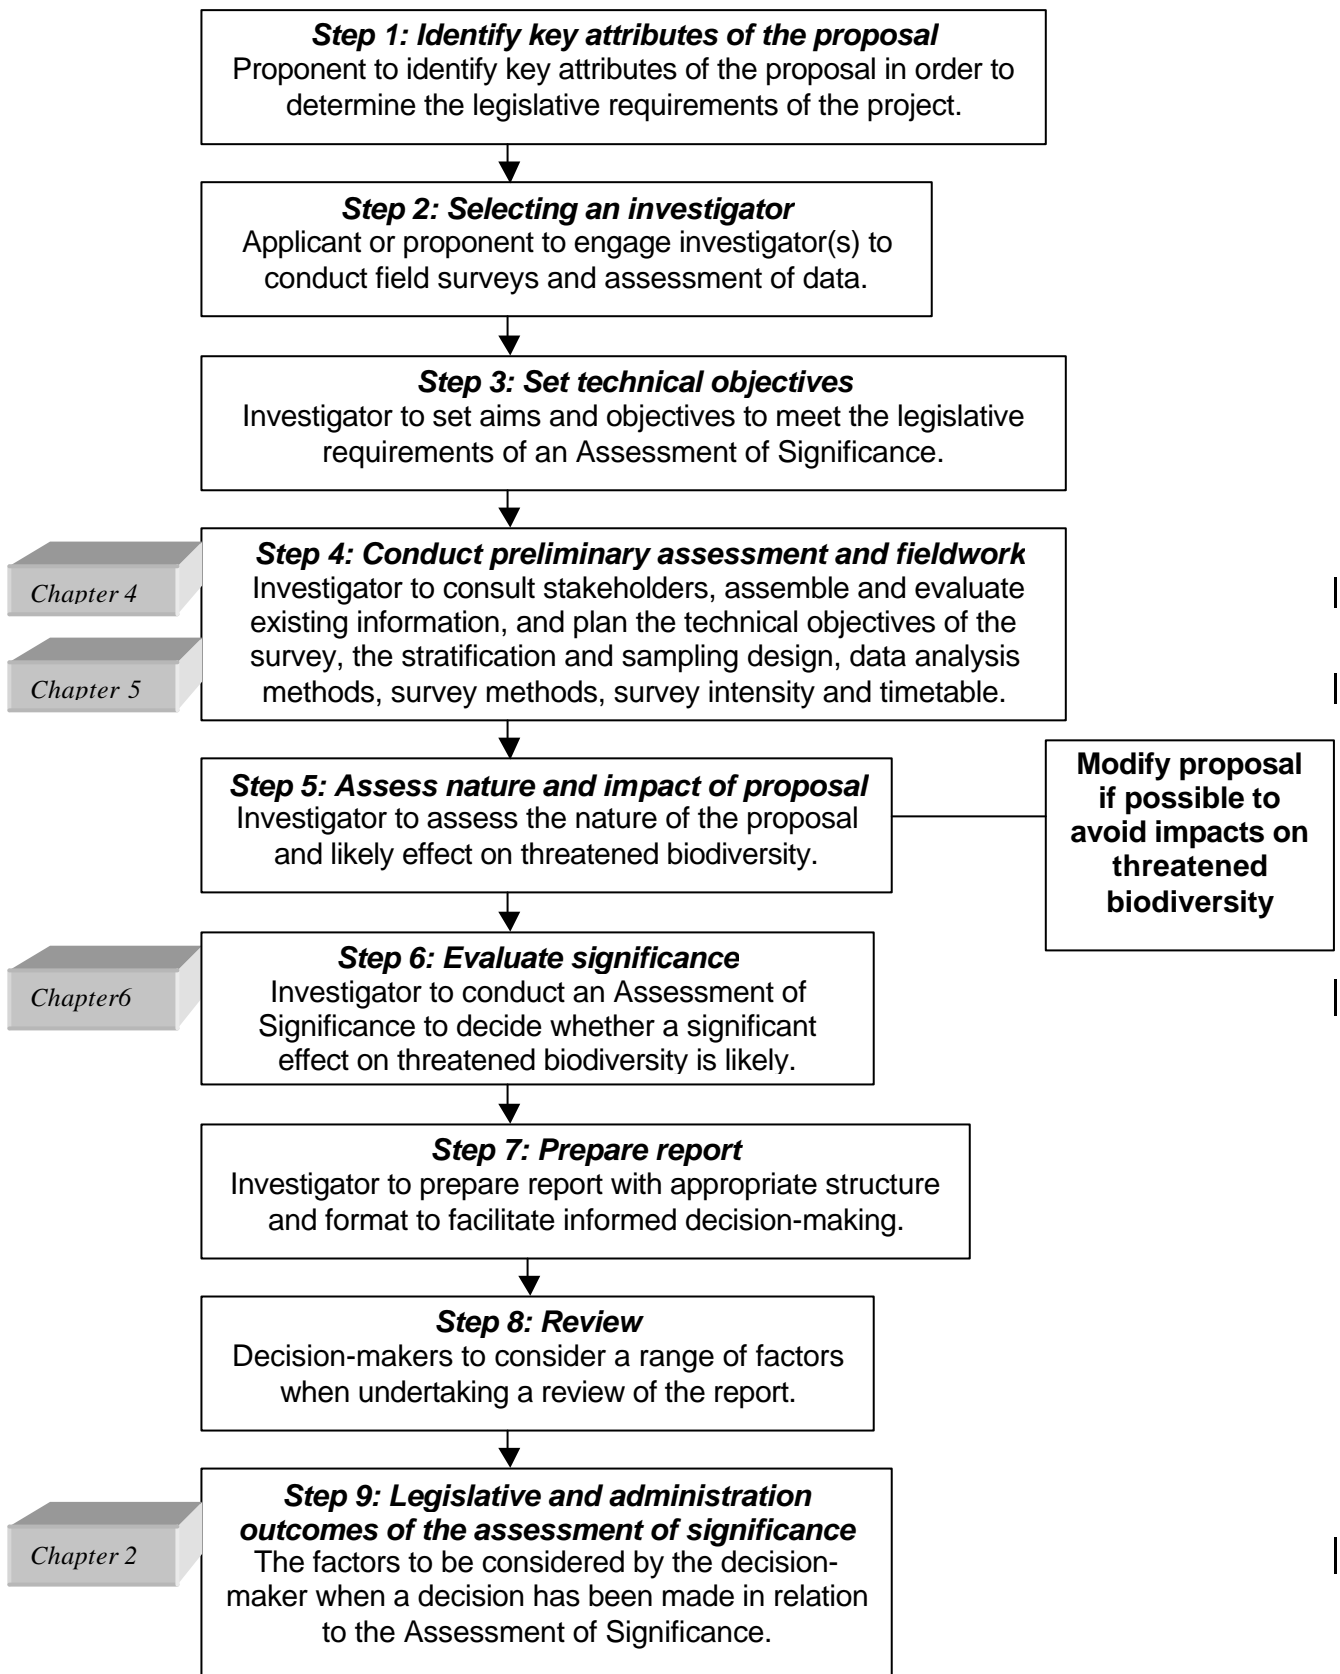 Step 1: Identify key attributes of the proposal
Proponent to identify key attributes of the proposal in order to
determine the legislative requirements of the project.
Step 2: Selecting an investigator
Applicant or proponent to engage investigator(s) to
conduct field surveys and assessment of data.
Step 3: Set technical objectives
Investigator to set aims and objectives to meet the legislative
requirements of an Assessment of Significance.
Chapter 4
Chapter 5
Step 4: Conduct preliminary assessment and fieldwork
Investigator to consult stakeholders, assemble and evaluate
existing information, and plan the technical objectives of the
survey, the stratification and sampling design, data analysis
methods, survey methods, survey intensity and timetable.
Step 5: Assess nature and impact of proposal
Investigator to assess the nature of the proposal
and likely effect on threatened biodiversity.
Modify proposal
if possible to
avoid impacts on
threatened
biodiversity
Chapter6
Step 6: Evaluate significance
Investigator to conduct an Assessment of
Significance to decide whether a significant
effect on threatened biodiversity is likely.
Step 7: Prepare report
Investigator to prepare report with appropriate structure
and format to facilitate informed decision-making.
Step 8: Review
Decision-makers to consider a range of factors
when undertaking a review of the report.
Chapter 2
Step 9: Legislative and administration
outcomes of the assessment of significance
The factors to be considered by the decision-
maker when a decision has been made in relation
to the Assessment of Significance.